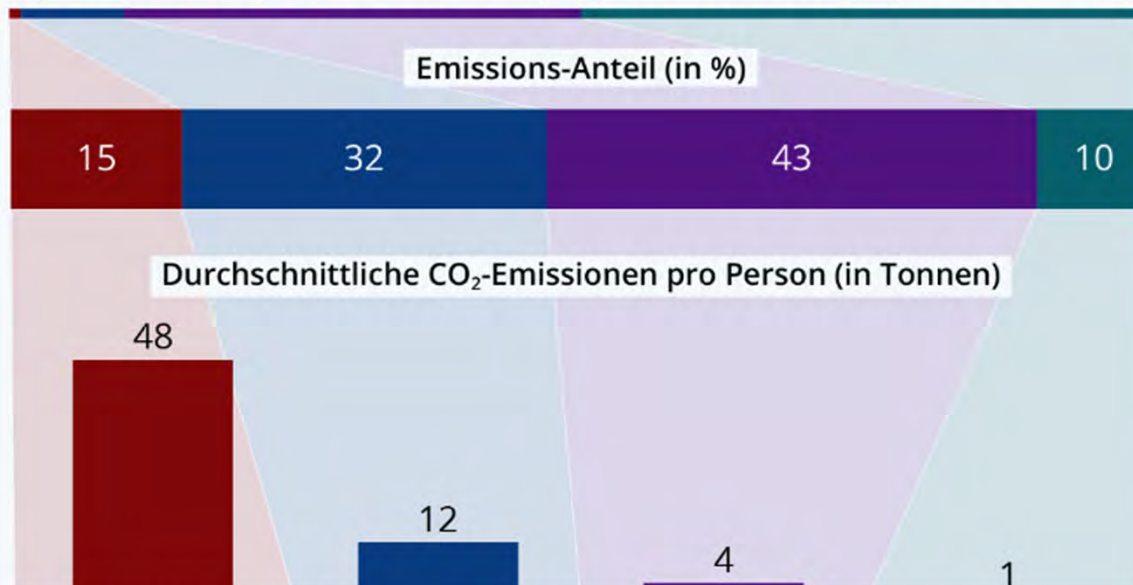 Emissions-Anteil (in %)
15 32 43 10
Durchschnittliche CO₂-Emissionen pro Person (in Tonnen)
48
12
4
1